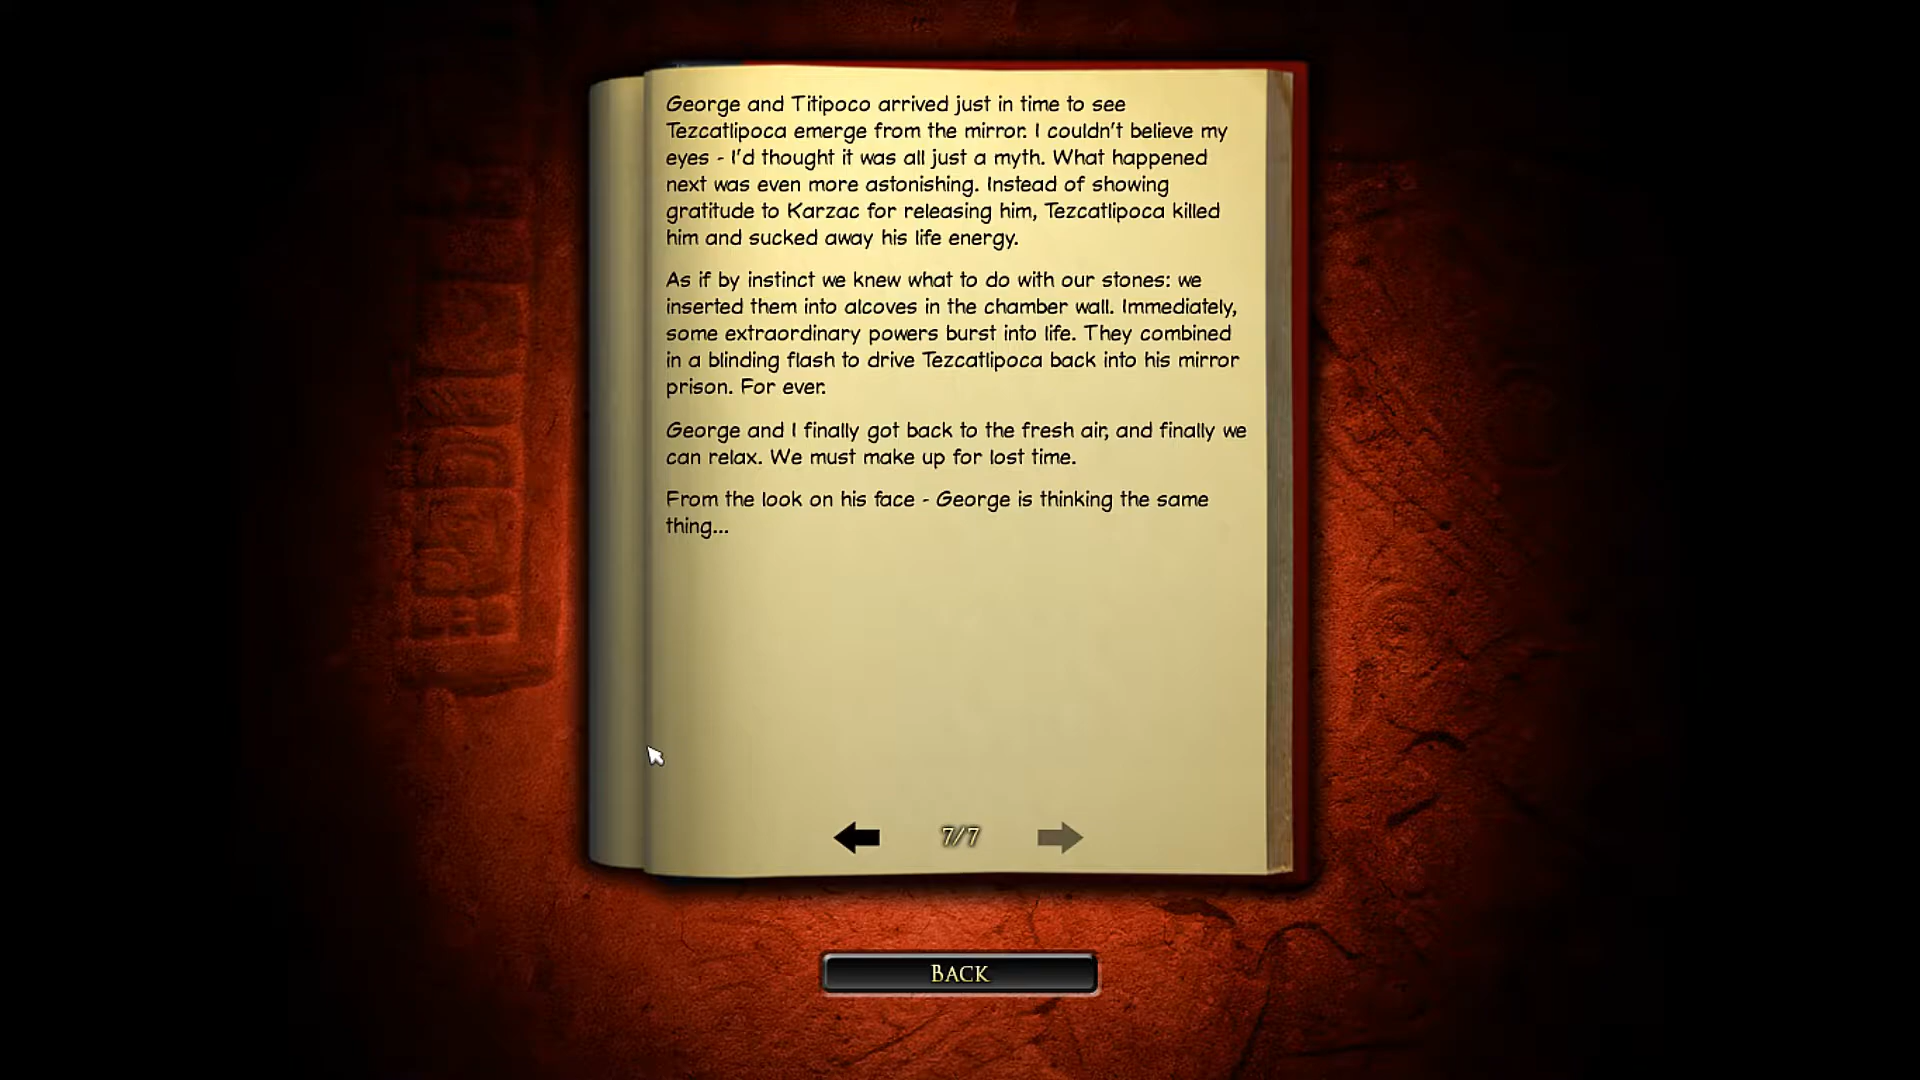 George and Titipoco arrived just in time to see
Tezcatlipoca emerge from the mirror. I couldn't believe my
eyes - I'd thought it was all just a myth. What happened
next was even more astonishing. Instead of showing
gratitude to Karzac for releasing him, Tezcatlipoca killed
him and sucked away his life energy.
As if by instinct we knew what to do with our stones: we
inserted them into alcoves in the chamber wall. Immediately,
some extraordinary powers burst into life. They combined
in a blinding flash to drive Tezcatlipoca back into his mirror
prison. For ever.
George and I finally got back to the fresh air, and finally we
can relax. We must make up for lost time.
From the look on his face - George is thinking the same
thing...
7/7
BACK